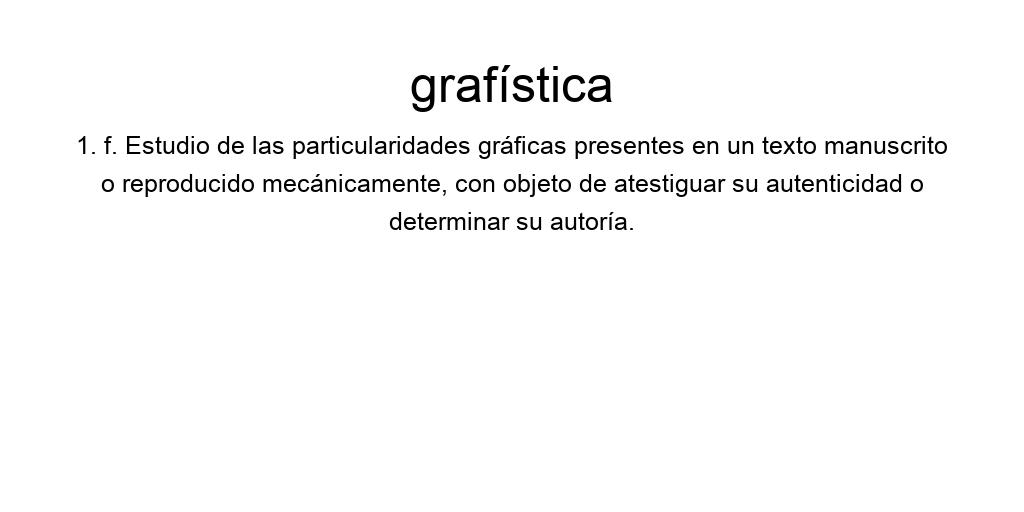 grafística
1. f. Estudio de las particularidades gráficas presentes en un texto manuscrito
o reproducido mecánicamente, con objeto de atestiguar su autenticidad o
determinar su autoría.